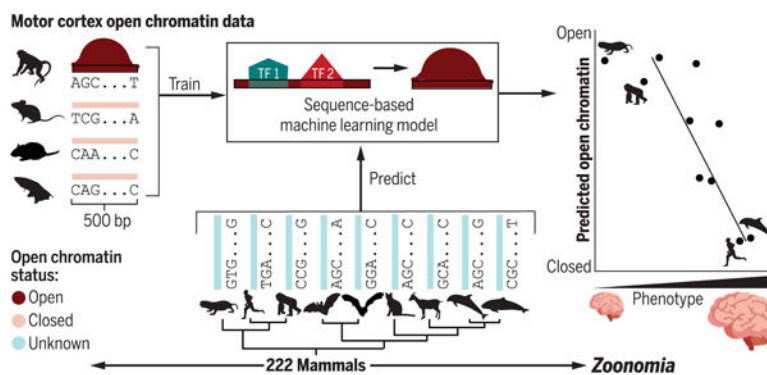 Motor cortex open chromatin data
AGC...T
TCG...A
CAA...C
CAG...C
500 bp
Train
TF 1
TF 2
Sequence-based
machine learning model
Predict
GTG...G
TGA...C
CCG...G
AGC...A
GGA...C
AGC...C
GCA...C
AGC...G
CGC...T
Open chromatin
status:
Open
Closed
Unknown
222 Mammals
Zoonomia
Open
Predicted open chromatin
Closed
Phenotype